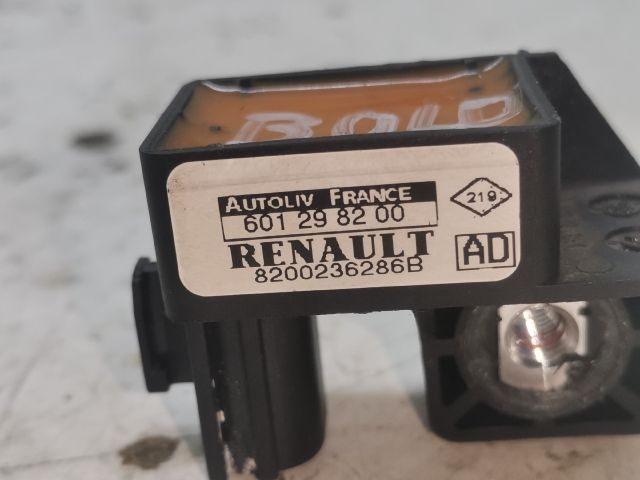 AUTOLIV FRANCE
601 29 82 00
219
RENAULT
AD
8200236286B